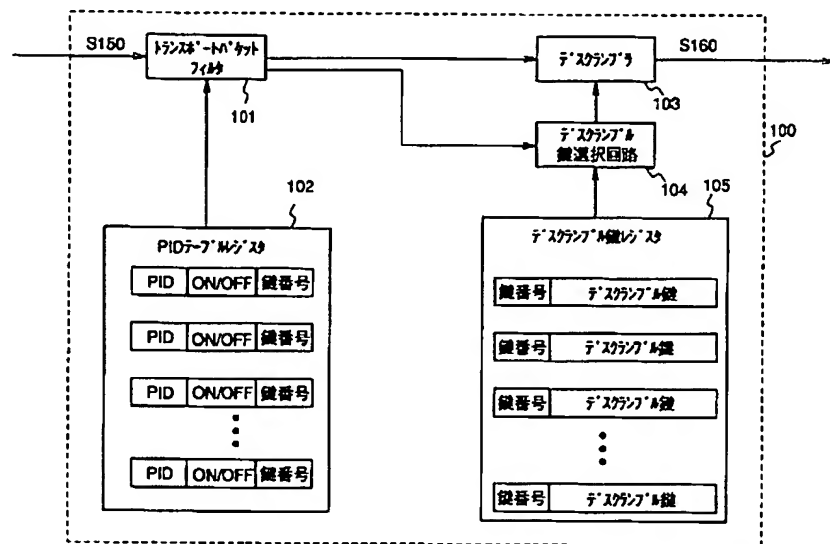 S150
トランスポートパケット
フィルタ
101
デスクランブラ
103
S160
100
デスクランブル
鍵選択回路
104
102
PIDテーブルレジスタ
PID ON/OFF 鍵番号
PID ON/OFF 鍵番号
PID ON/OFF 鍵番号
PID ON/OFF 鍵番号
105
デスクランブル鍵レジスタ
鍵番号 デスクランブル鍵
鍵番号 デスクランブル鍵
鍵番号 デスクランブル鍵
鍵番号 デスクランブル鍵